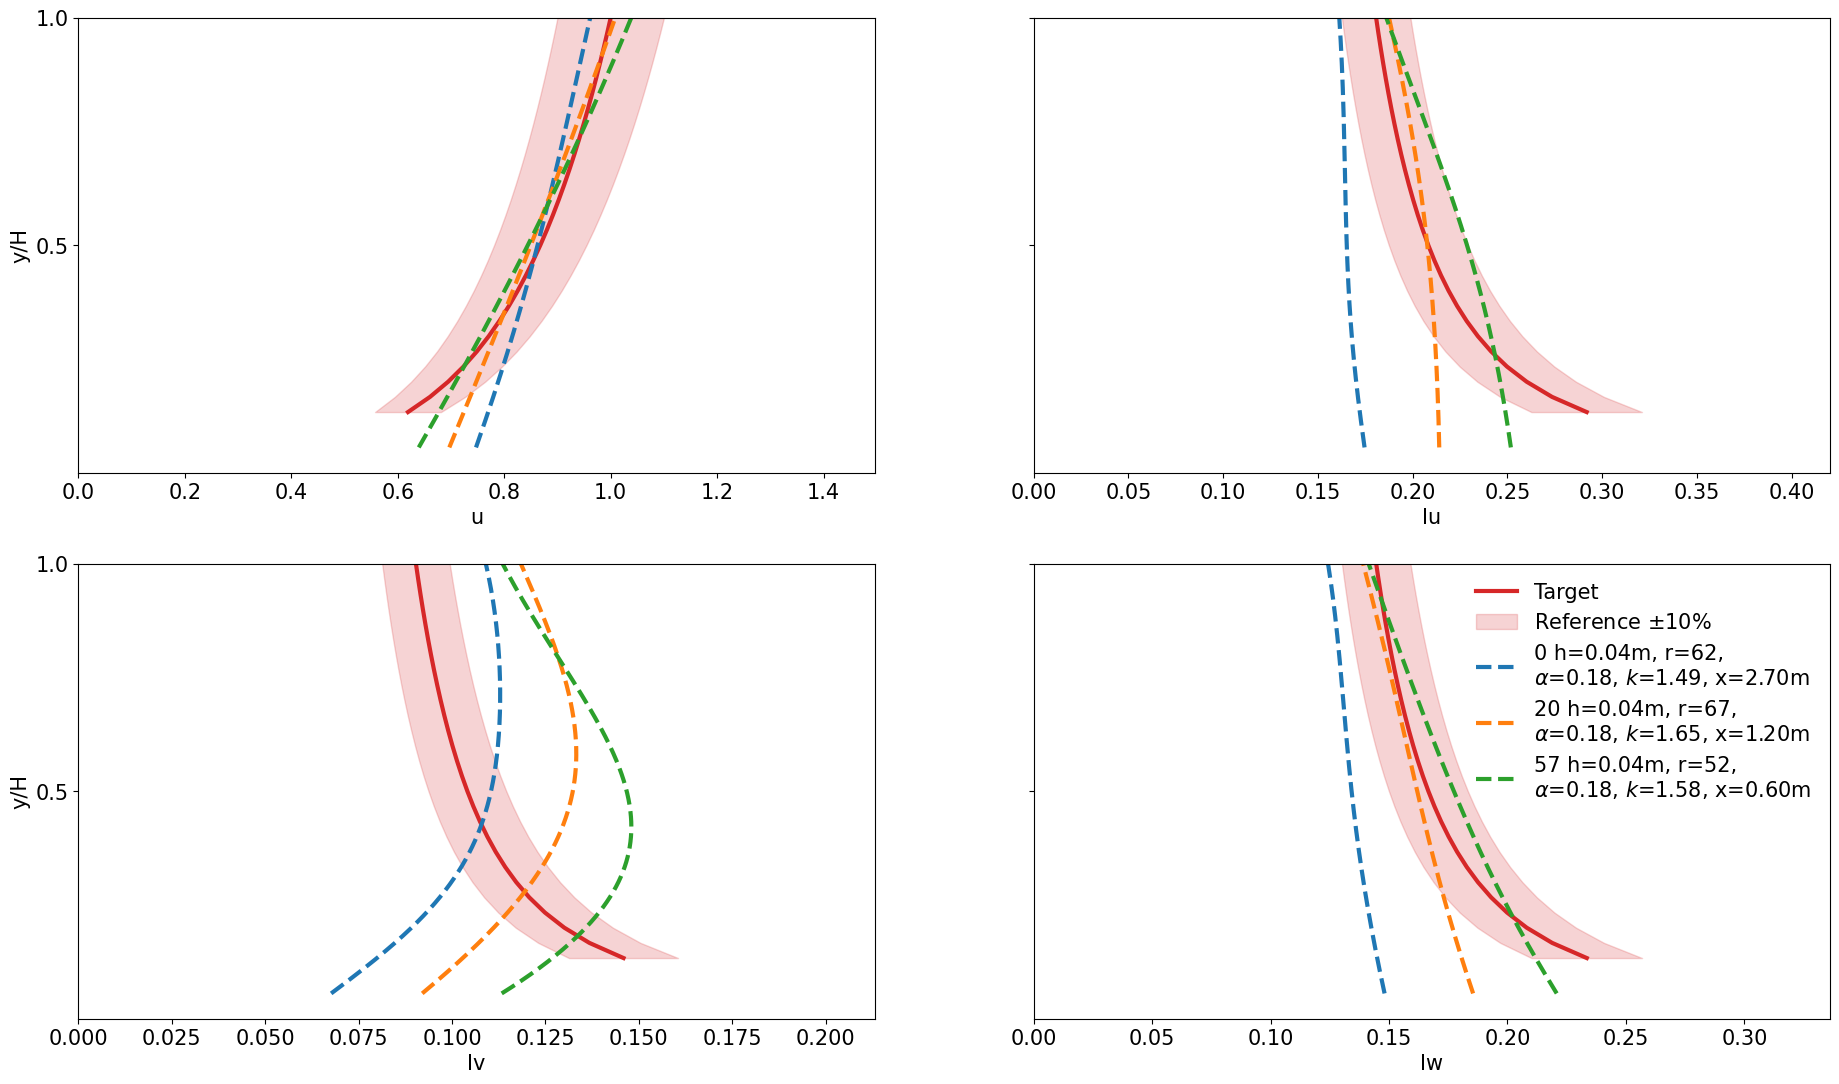 1.0
0.5
y/H
0.0 0.2 0.4 0.6 0.8 1.0 1.2 1.4
u
0.00 0.05 0.10 0.15 0.20 0.25 0.30 0.35 0.40
Iu
1.0
0.5
y/H
0.000 0.025 0.050 0.075 0.100 0.125 0.150 0.175 0.200
Iv
Target
Reference ±10%
0 h=0.04m, r=62,
α=0.18, k=1.49, x=2.70m
20 h=0.04m, r=67,
α=0.18, k=1.65, x=1.20m
57 h=0.04m, r=52,
α=0.18, k=1.58, x=0.60m
0.00 0.05 0.10 0.15 0.20 0.25 0.30
Iw